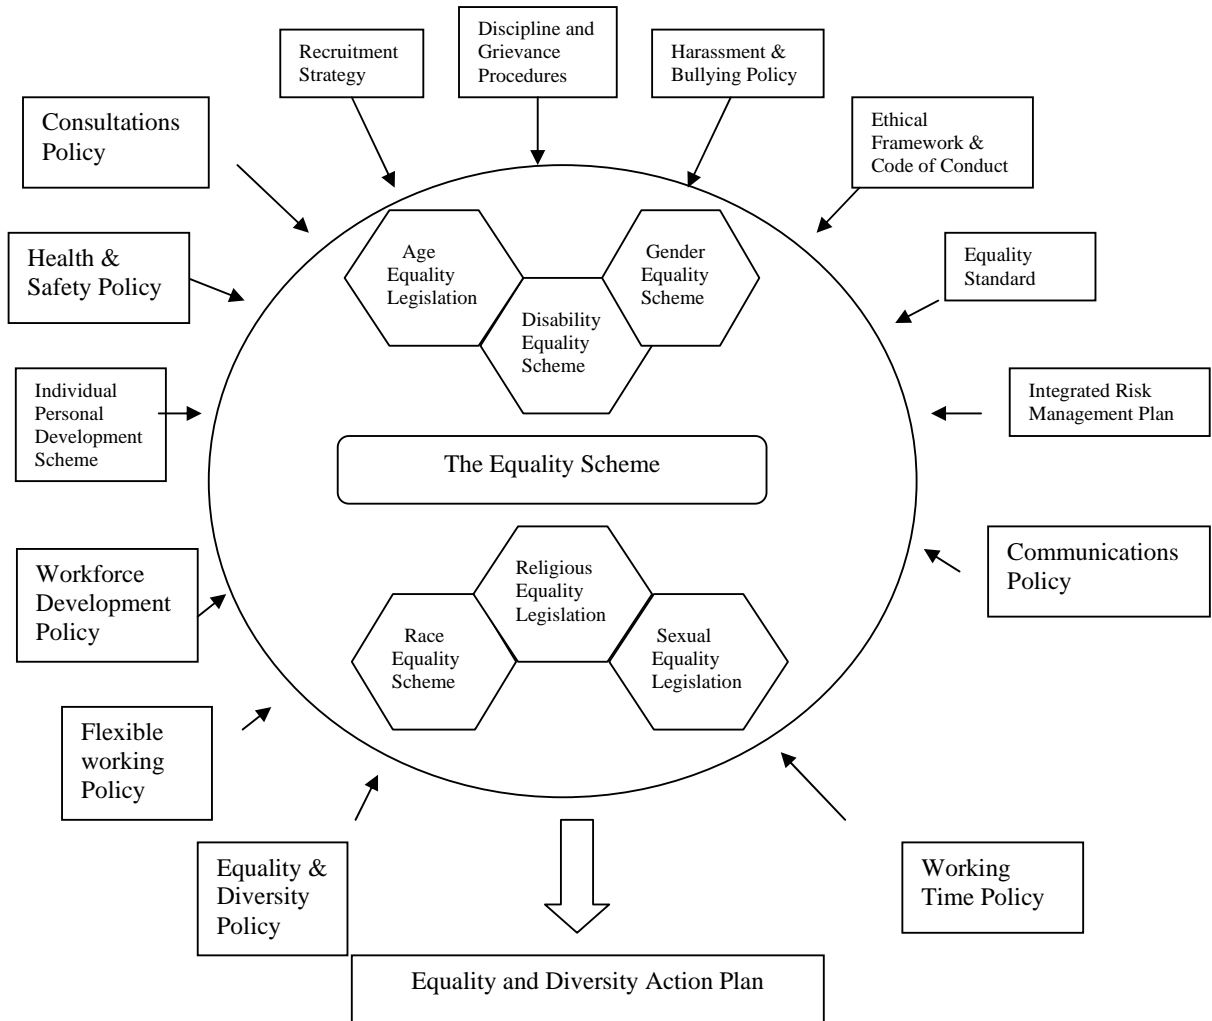 Discipline and
Grievance
Procedures
Recruitment
Strategy
Harassment &
Bullying Policy
Consultations
Policy
Ethical
Framework &
Code of Conduct
Health &
Safety Policy
Age
Equality
Legislation
Gender
Equality
Scheme
Equality
Standard
Disability
Equality
Scheme
Individual
Personal
Development
Scheme
Integrated Risk
Management Plan
The Equality Scheme
Workforce
Development
Policy
Religious
Equality
Legislation
Communications
Policy
Race
Equality
Scheme
Sexual
Equality
Legislation
Flexible
working
Policy
Equality &
Diversity
Policy
Working
Time Policy
Equality and Diversity Action Plan